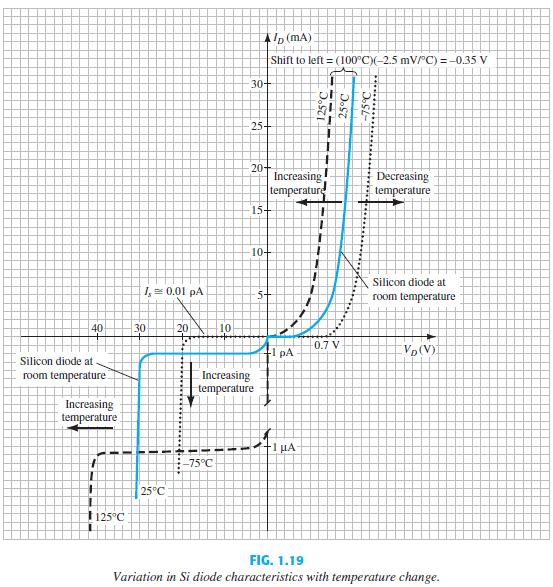 I_D (mA)
Shift to left = (100°C)(–2.5 mV/°C) = –0.35 V
30
125°C
25°C
–75°C
25
20
Increasing
temperature
Decreasing
temperature
15
10
Silicon diode at
room temperature
I_s ≅ 0.01 pA
5
40
30
20
10
0.7 V
V_D (V)
1 pA
Silicon diode at
room temperature
Increasing
temperature
Increasing
temperature
1 μA
–75°C
25°C
125°C
FIG. 1.19
Variation in Si diode characteristics with temperature change.